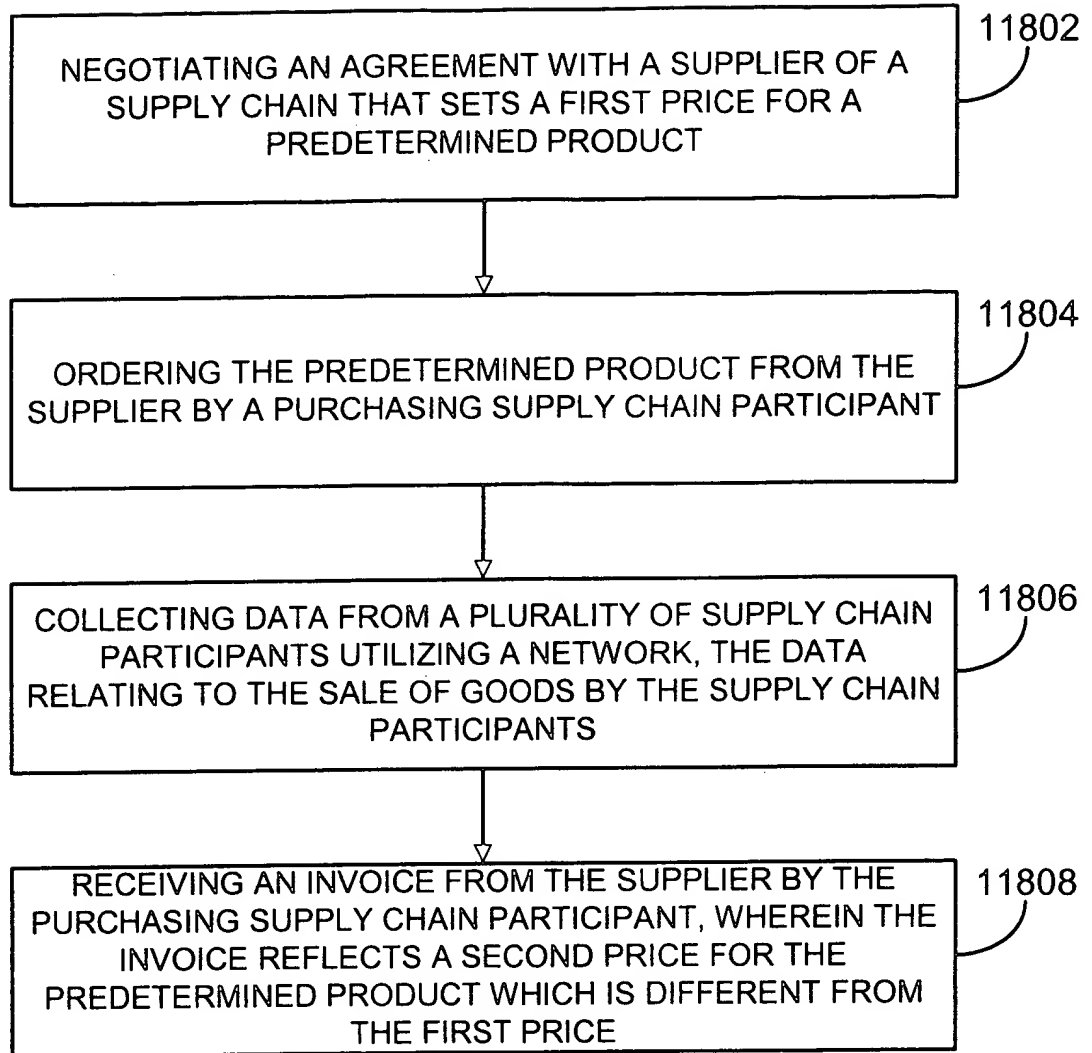 11802
NEGOTIATING AN AGREEMENT WITH A SUPPLIER OF A
SUPPLY CHAIN THAT SETS A FIRST PRICE FOR A
PREDETERMINED PRODUCT
11804
ORDERING THE PREDETERMINED PRODUCT FROM THE
SUPPLIER BY A PURCHASING SUPPLY CHAIN PARTICIPANT
11806
COLLECTING DATA FROM A PLURALITY OF SUPPLY CHAIN
PARTICIPANTS UTILIZING A NETWORK, THE DATA
RELATING TO THE SALE OF GOODS BY THE SUPPLY CHAIN
PARTICIPANTS
11808
RECEIVING AN INVOICE FROM THE SUPPLIER BY THE
PURCHASING SUPPLY CHAIN PARTICIPANT, WHEREIN THE
INVOICE REFLECTS A SECOND PRICE FOR THE
PREDETERMINED PRODUCT WHICH IS DIFFERENT FROM
THE FIRST PRICE